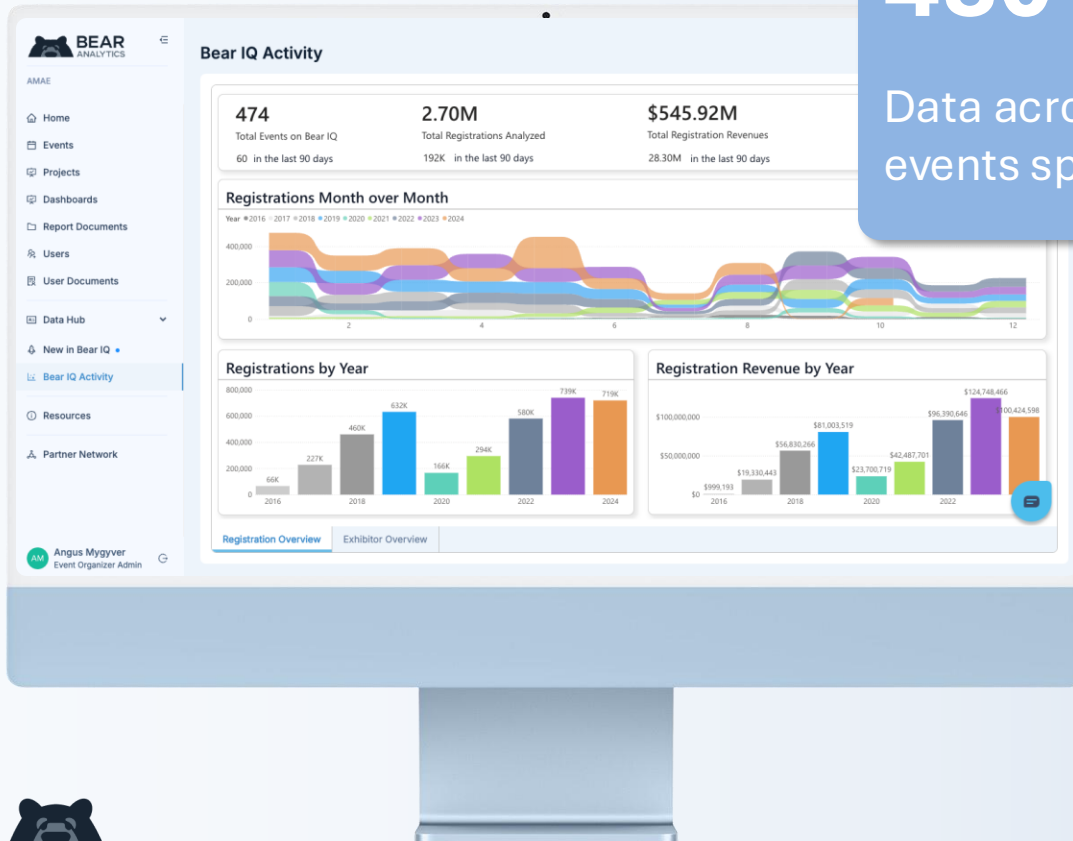 BEAR
ANALYTICS
AMAE
Home
Events
Projects
Dashboards
Report Documents
Users
User Documents
Data Hub
New in Bear IQ
Bear IQ Activity
Resources
Partner Network
AM
Angus Mygyver
Event Organizer Admin
Bear IQ Activity
474
Total Events on Bear IQ
60 in the last 90 days
2.70M
Total Registrations Analyzed
192K in the last 90 days
$545.92M
Total Registration Revenues
28.30M in the last 90 days
Data acro
events sp
Registrations Month over Month
Year 2016 2017 2018 2019 2020 2021 2022 2023 2024
400,000
200,000
0
2 4 6 8 10 12
Registrations by Year
800,000
600,000
400,000
200,000
0
66K
227K
460K
632K
166K
294K
580K
739K
719K
2016 2018 2020 2022 2024
Registration Revenue by Year
$100,000,000
$50,000,000
$0
$999,193
$19,330,443
$56,830,266
$81,003,519
$23,700,719
$42,487,701
$96,390,646
$124,748,466
100,424,598
2016 2018 2020 2022
Registration Overview
Exhibitor Overview